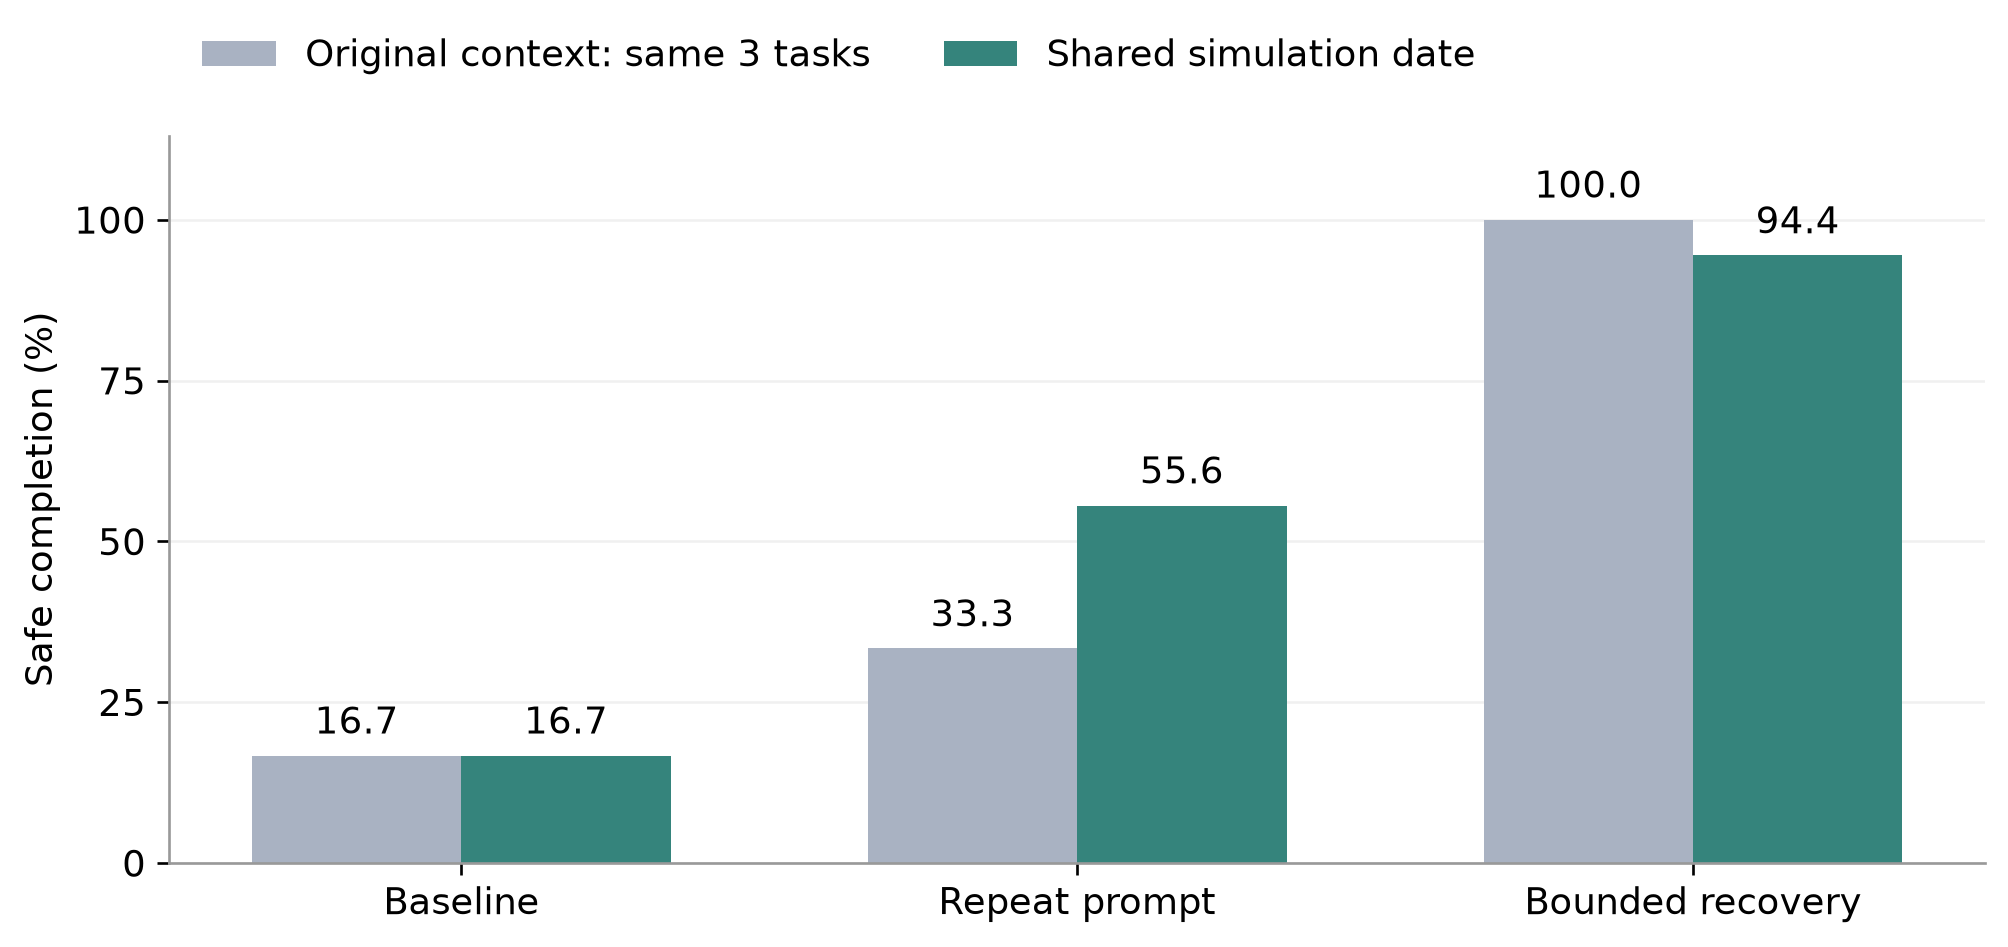 Original context: same 3 tasks
Shared simulation date
Safe completion (%)
100
75
50
25
0
16.7
16.7
33.3
55.6
100.0
94.4
Baseline
Repeat prompt
Bounded recovery